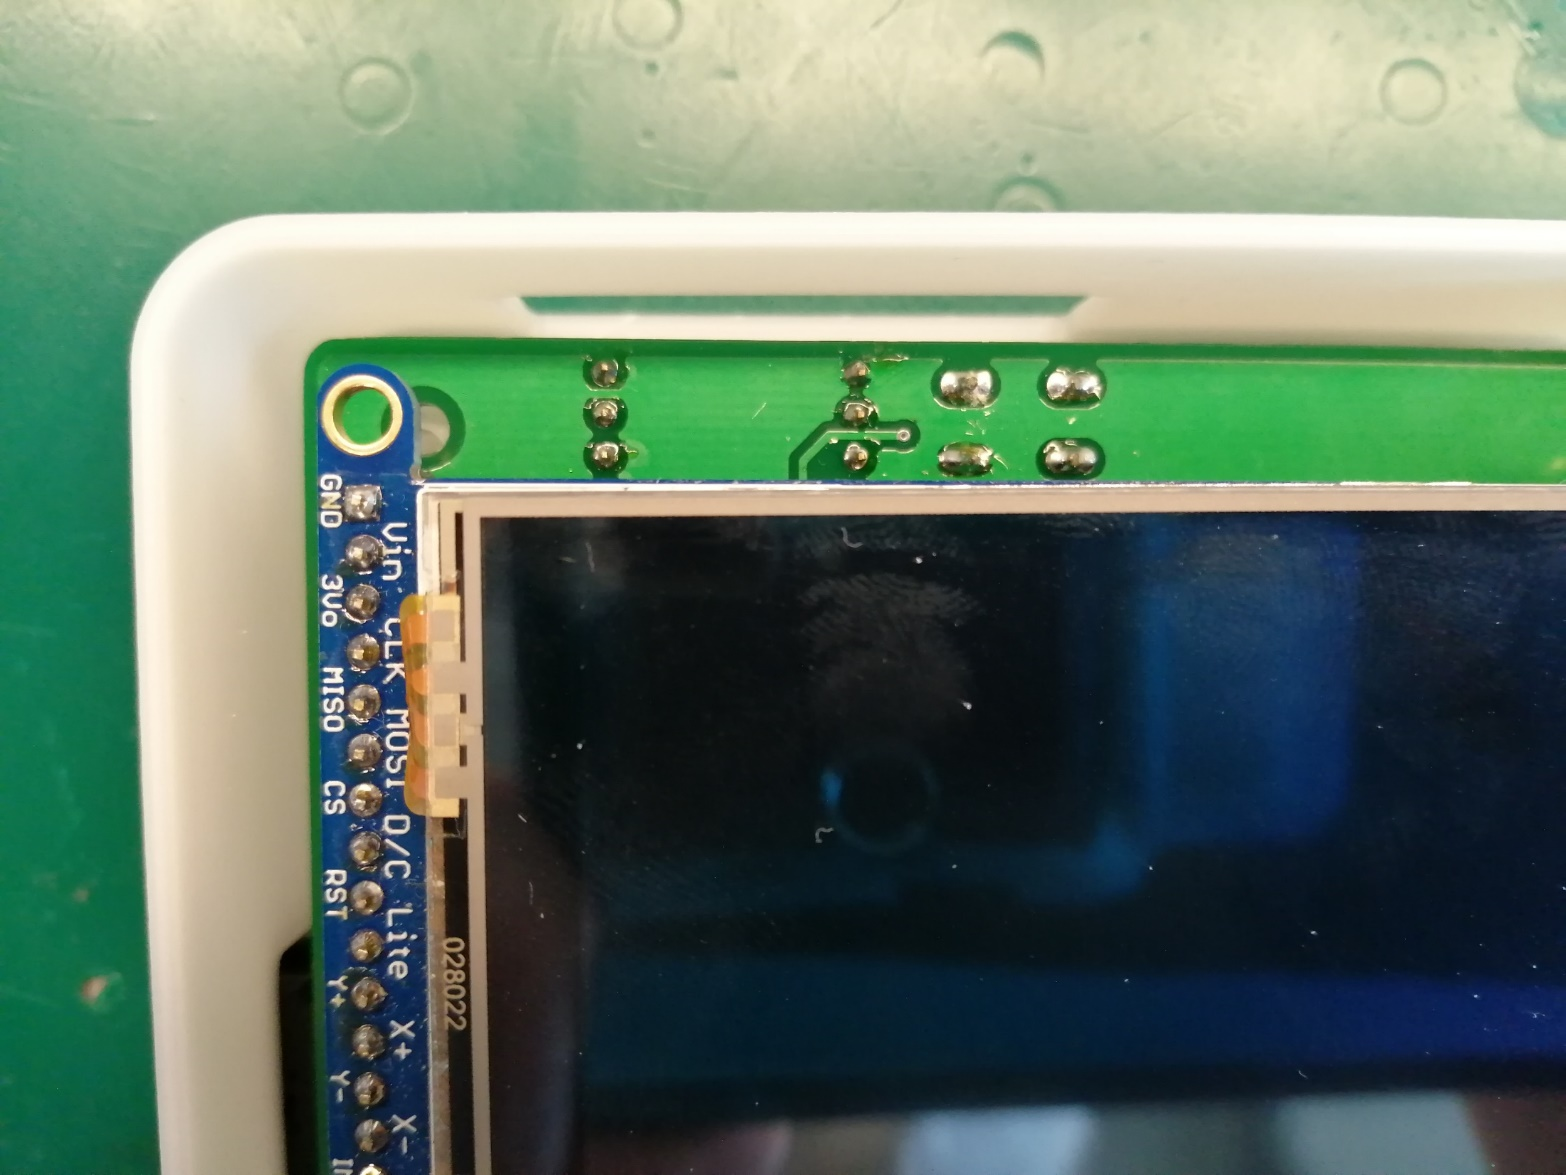 GND
Vin
3Vo
CLK
MISO
MOSI
CS
D/C
RST
Lite
Y+
X+
Y-
X-
028022